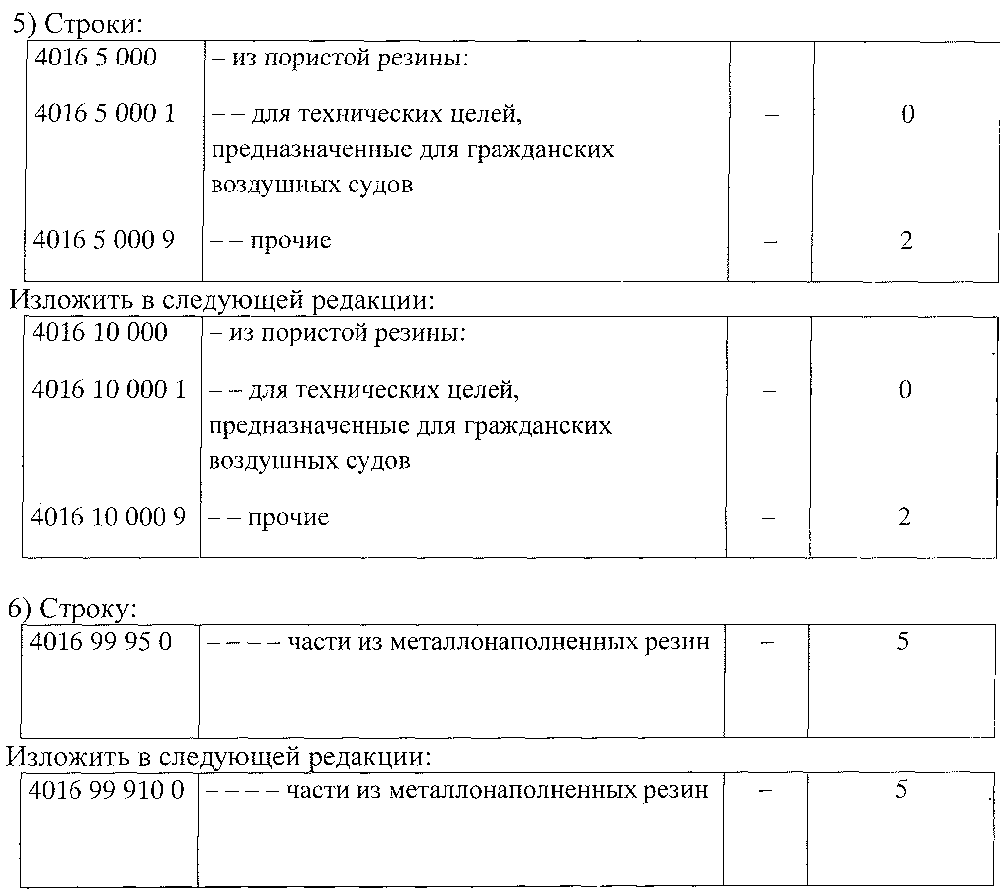 5) Строки:
4016 5 000 – из пористой резины:
4016 5 000 1 – – для технических целей, – 0
предназначенные для гражданских
воздушных судов
4016 5 000 9 – – прочие – 2
Изложить в следующей редакции:
4016 10 000 – из пористой резины:
4016 10 000 1 – – для технических целей, – 0
предназначенные для гражданских
воздушных судов
4016 10 000 9 – – прочие – 2
6) Строку:
4016 99 95 0 – – – – части из металлонаполненных резин – 5
Изложить в следующей редакции:
4016 99 910 0 – – – – части из металлонаполненных резин – 5